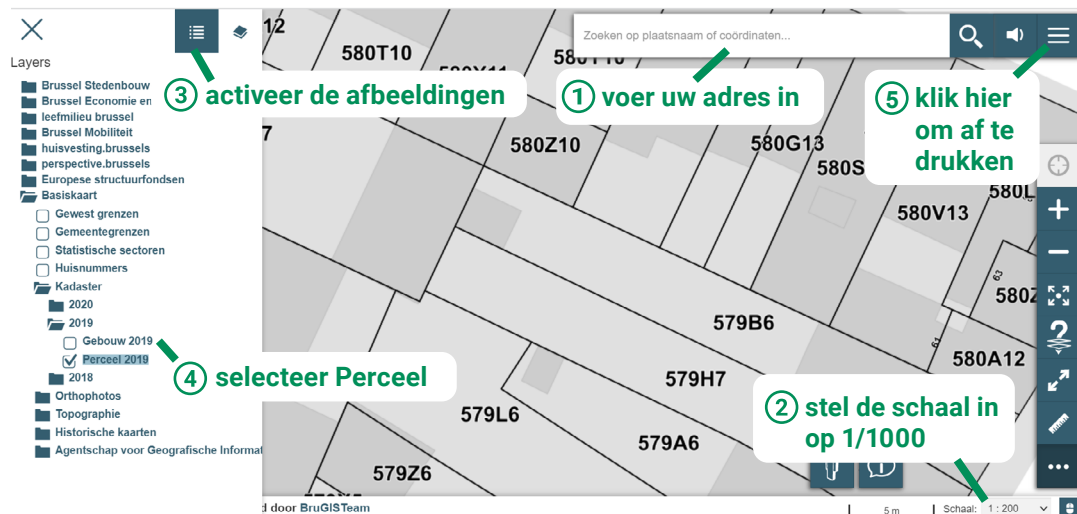 Layers
Brussel Stedenbouw
Brussel Economie en
leefmilieu brussel
Brussel Mobiliteit
huisvesting.brussels
perspective.brussels
Europese structuurfondsen
Basiskaart
Gewest grenzen
Gemeentegrenzen
Statistische sectoren
Huisnummers
Kadaster
2020
2019
Gebouw 2019
Perceel 2019
2018
Orthophotos
Topographie
Historische kaarten
Agentschap voor Geografische Informat
Zoeken op plaatsnaam of coördinaten...
1 voer uw adres in
2 stel de schaal in
op 1/1000
3 activeer de afbeeldingen
4 selecteer Perceel
5 klik hier
om af te
drukken
12
580T10
7
580Z10
580G13
580S
580L
580V13
63
580Z
579B6
61
580A12
579H7
579L6
579A6
579Z6
d door BruGISTeam
5 m
Schaal: 1 : 200